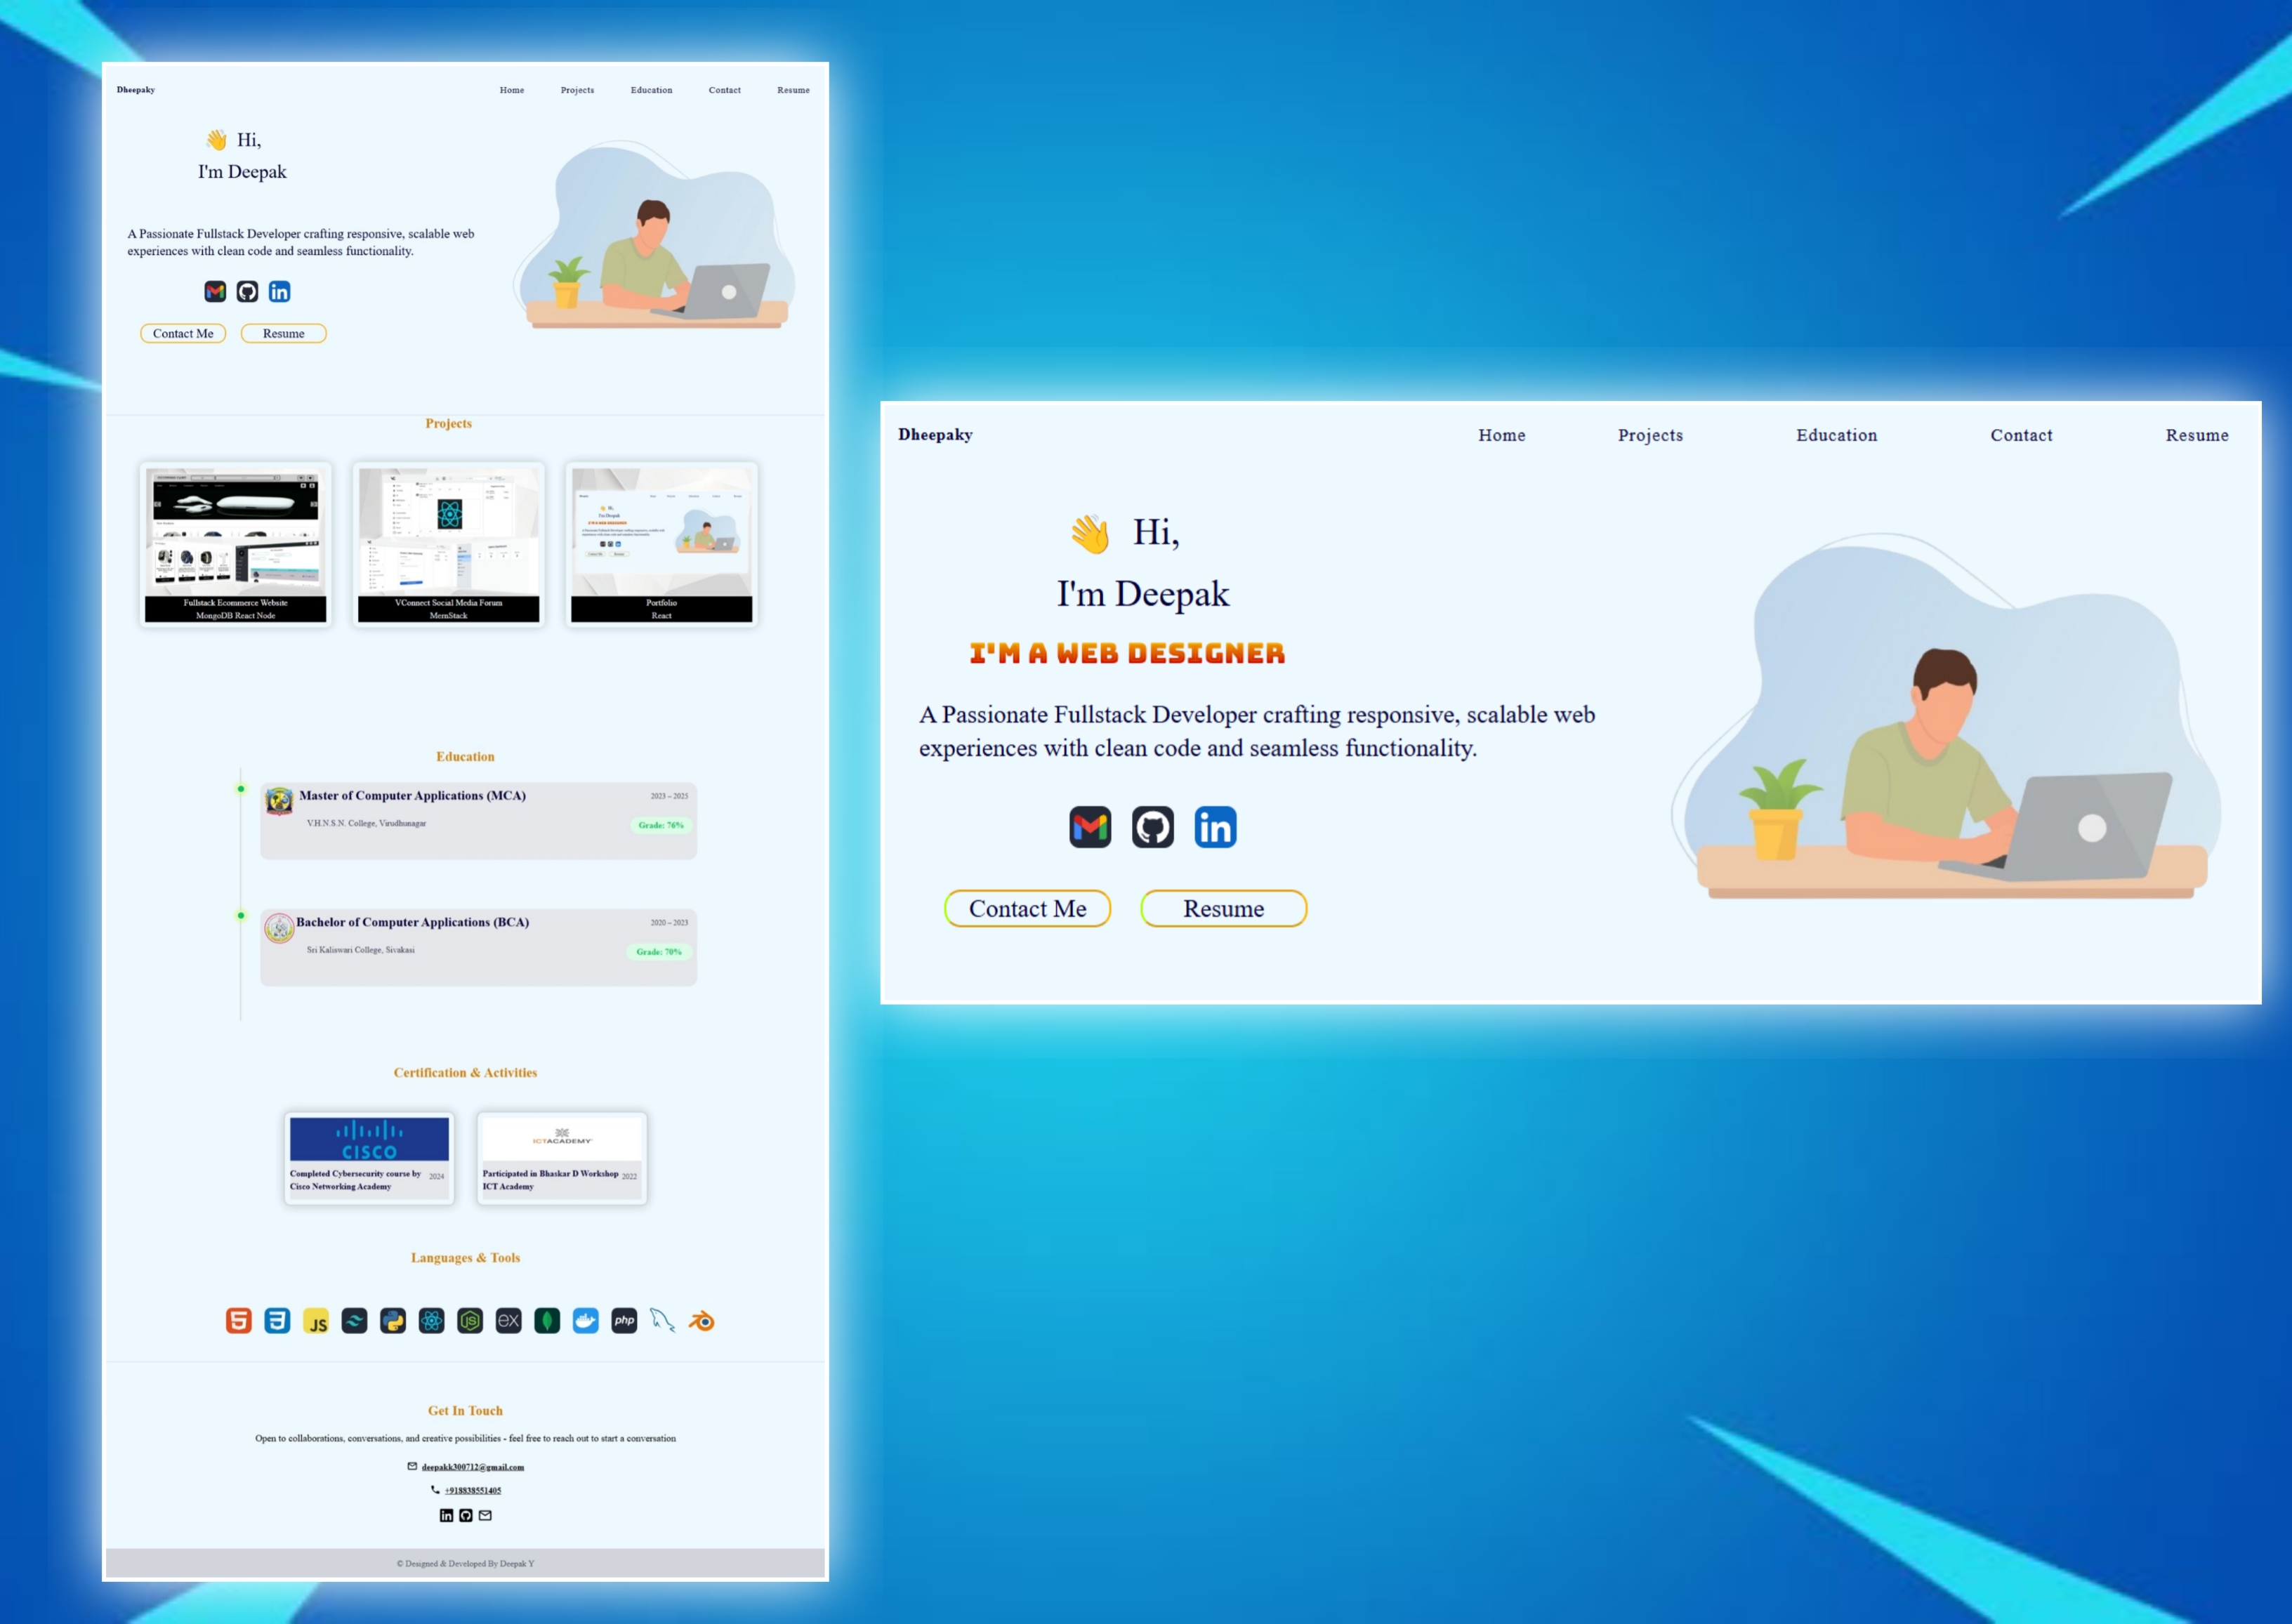 Dheepaky
Home Projects Education Contact Resume
👋 Hi,
I'm Deepak
A Passionate Fullstack Developer crafting responsive, scalable web
experiences with clean code and seamless functionality.
Contact Me Resume
Projects
Fullstack Ecommerce Website
MongoDB React Node
VConnect Social Media Forum
MernStack
Portfolio
React
Education
Master of Computer Applications (MCA) 2023 – 2025
V.H.N.S.N. College, Virudhunagar Grade: 76%
Bachelor of Computer Applications (BCA) 2020 – 2023
Sri Kaliswari College, Sivakasi Grade: 70%
Certification & Activities
CISCO
Completed Cybersecurity course by 2024
Cisco Networking Academy
ICTACADEMY
Participated in Bhaskar D Workshop 2022
ICT Academy
Languages & Tools
JS
EX
php
Get In Touch
Open to collaborations, conversations, and creative possibilities - feel free to reach out to start a conversation
deepakk300712@gmail.com
+918838551405
© Designed & Developed By Deepak Y
Dheepaky
Home Projects Education Contact Resume
👋 Hi,
I'm Deepak
I'M A WEB DESIGNER
A Passionate Fullstack Developer crafting responsive, scalable web
experiences with clean code and seamless functionality.
in
Contact Me Resume